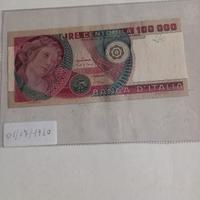 LIRE CENTOMILA 100000
BANCA D'ITALIA
01/07/1980